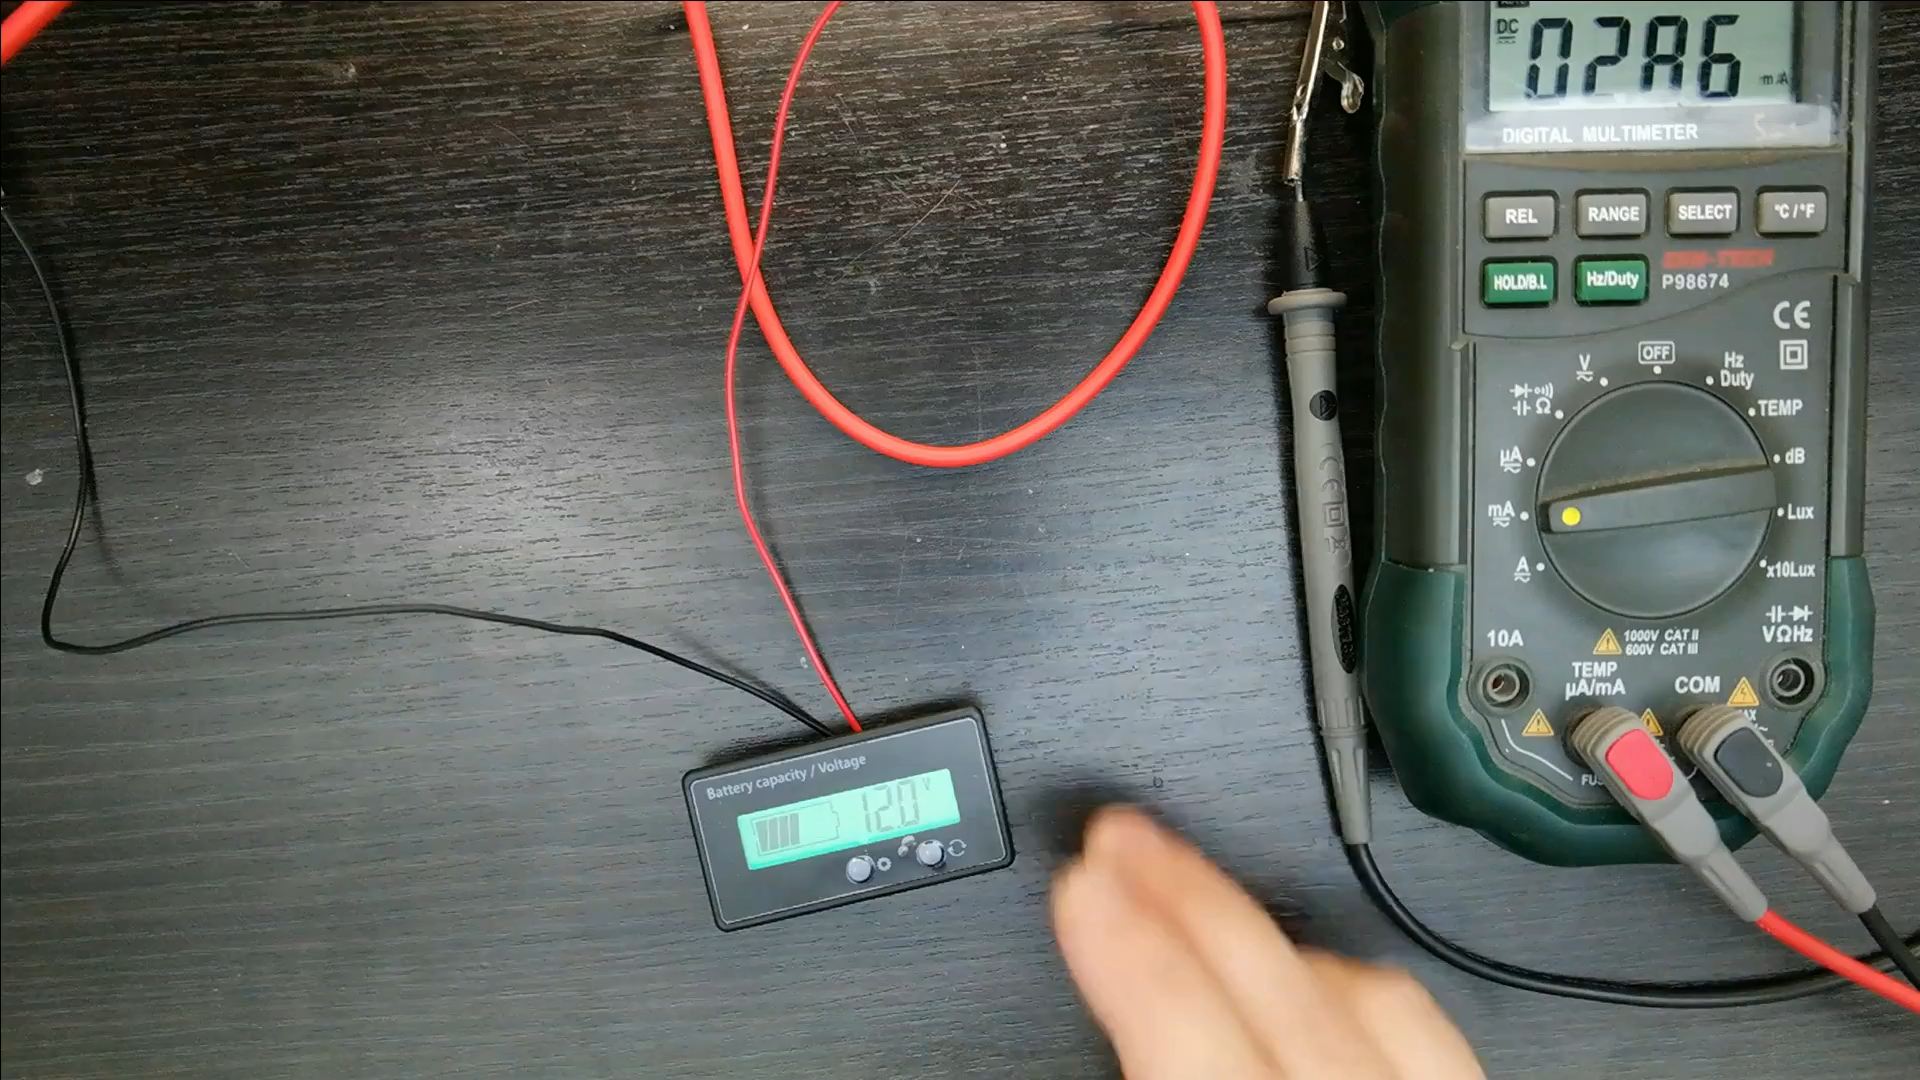 DC
mA
DIGITAL MULTIMETER
REL RANGE SELECT °C/°F
HOLD/B.L Hz/Duty
P98674
CE
OFF
V
Hz
Duty
Ω
TEMP
µA
dB
mA
Lux
A
x10Lux
10A
1000V CAT II
600V CAT III
VΩHz
TEMP
µA/mA
COM
Battery capacity / Voltage
12.0 V